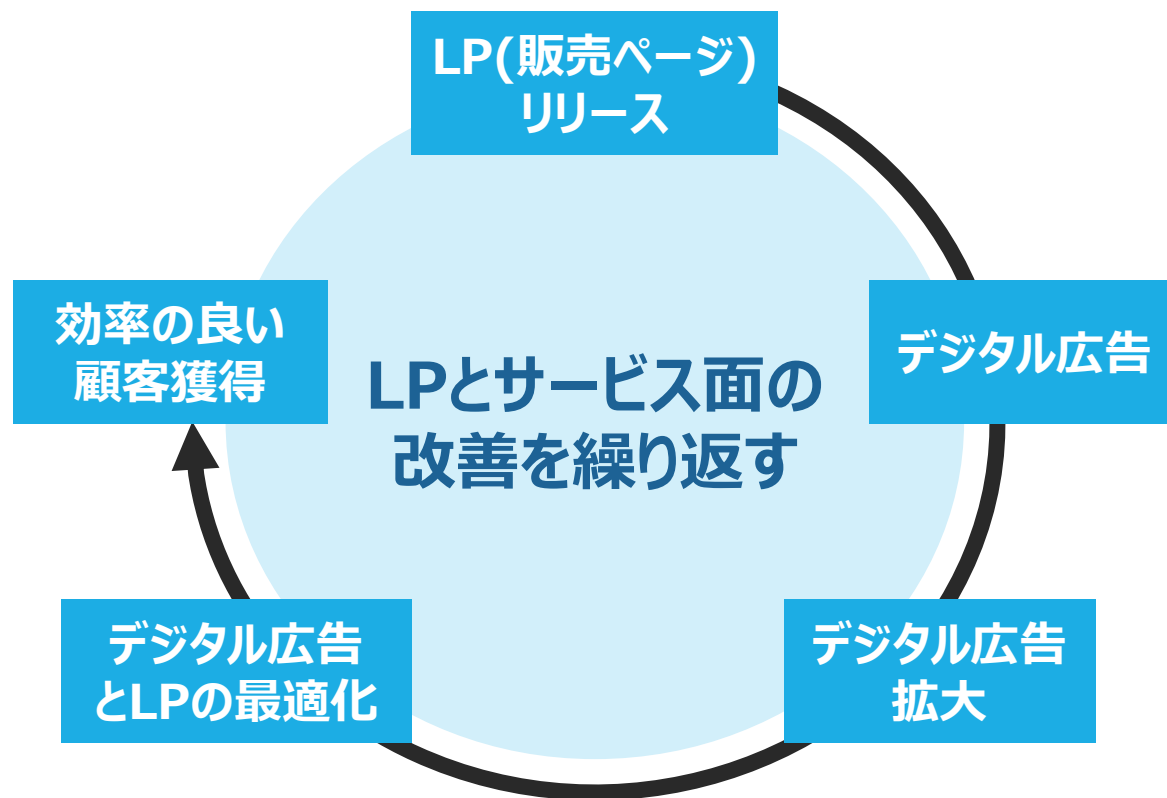 LP(販売ページ)
リリース
デジタル広告
デジタル広告
拡大
デジタル広告
とLPの最適化
効率の良い
顧客獲得
LPとサービス面の
改善を繰り返す